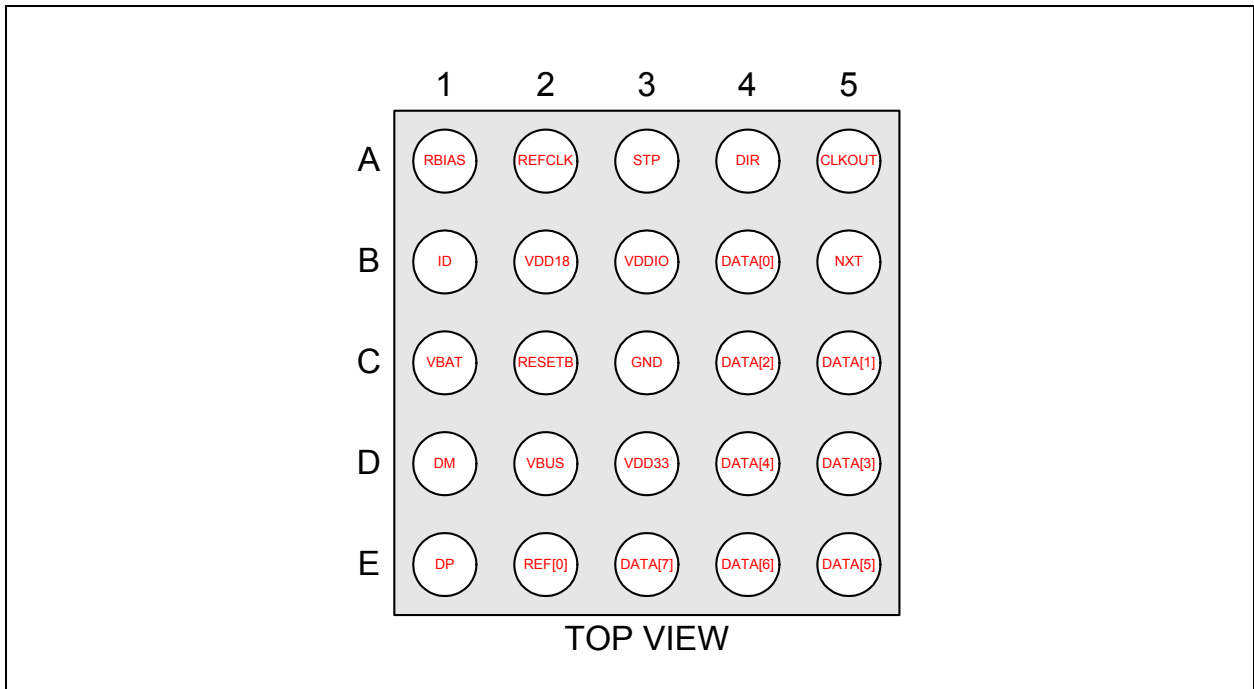 1 2 3 4 5
A RBIAS REFCLK STP DIR CLKOUT
B ID VDD18 VDDIO DATA[0] NXT
C VBAT RESETB GND DATA[2] DATA[1]
D DM VBUS VDD33 DATA[4] DATA[3]
E DP REF[0] DATA[7] DATA[6] DATA[5]
TOP VIEW